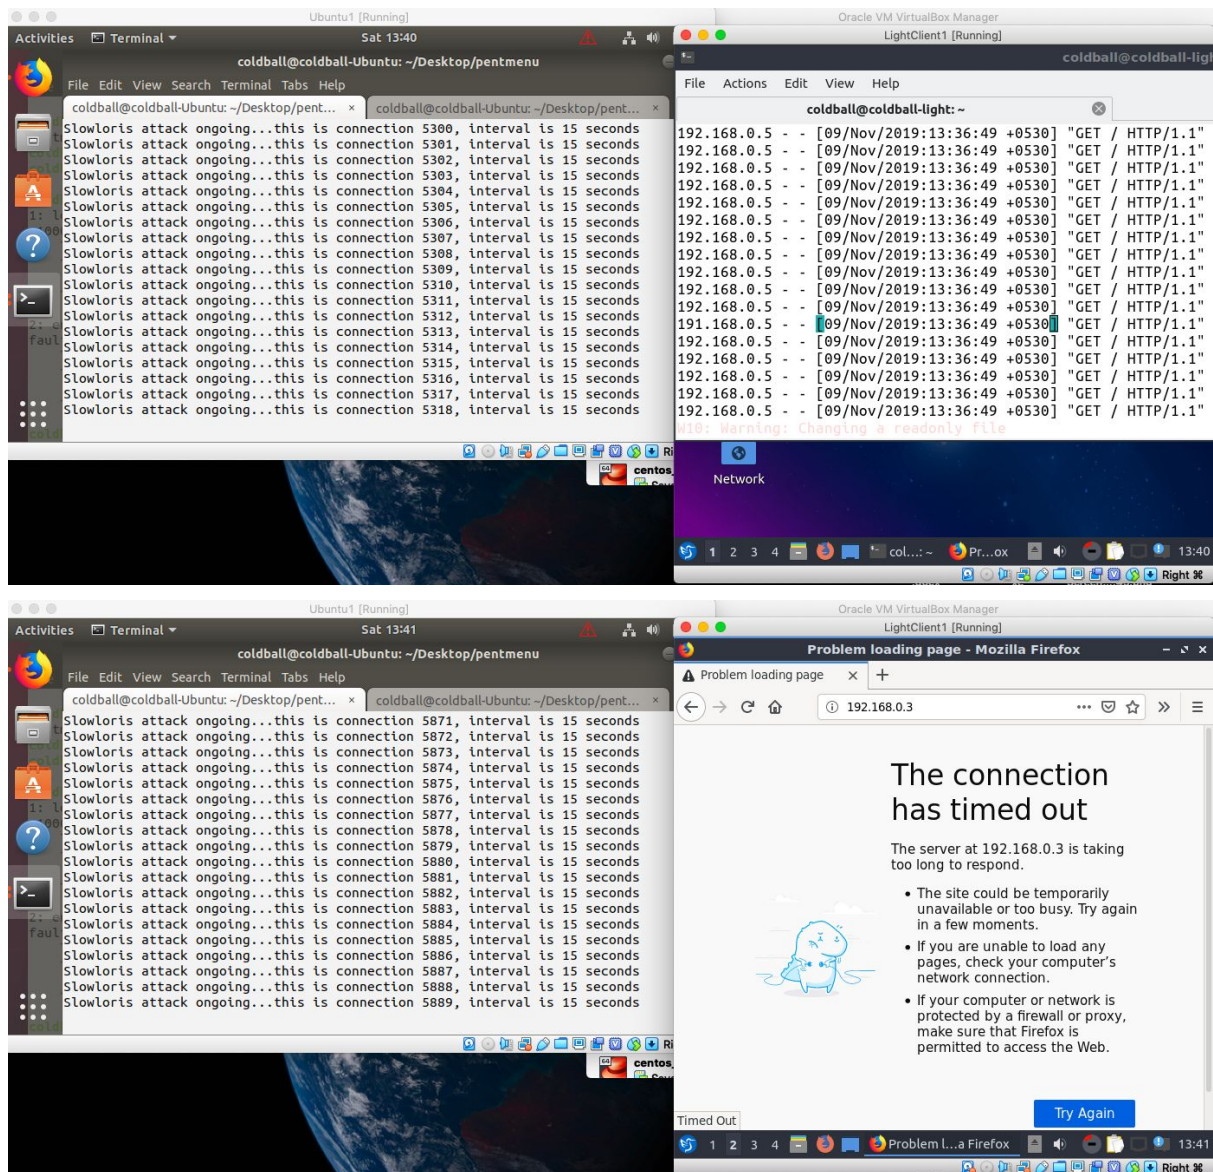 Ubuntu1 [Running]
Oracle VM VirtualBox Manager
Activities Terminal Sat 13:40
LightClient1 [Running]
coldball@coldball-Ubuntu: ~/Desktop/pentmenu
coldball@coldball-ligh
File Edit View Search Terminal Tabs Help
File Actions Edit View Help
coldball@coldball-Ubuntu: ~/Desktop/pent... × coldball@coldball-Ubuntu: ~/Desktop/pent... ×
coldball@coldball-light: ~
Slowloris attack ongoing...this is connection 5300, interval is 15 seconds
Slowloris attack ongoing...this is connection 5301, interval is 15 seconds
Slowloris attack ongoing...this is connection 5302, interval is 15 seconds
Slowloris attack ongoing...this is connection 5303, interval is 15 seconds
Slowloris attack ongoing...this is connection 5304, interval is 15 seconds
Slowloris attack ongoing...this is connection 5305, interval is 15 seconds
Slowloris attack ongoing...this is connection 5306, interval is 15 seconds
Slowloris attack ongoing...this is connection 5307, interval is 15 seconds
Slowloris attack ongoing...this is connection 5308, interval is 15 seconds
Slowloris attack ongoing...this is connection 5309, interval is 15 seconds
Slowloris attack ongoing...this is connection 5310, interval is 15 seconds
Slowloris attack ongoing...this is connection 5311, interval is 15 seconds
Slowloris attack ongoing...this is connection 5312, interval is 15 seconds
Slowloris attack ongoing...this is connection 5313, interval is 15 seconds
Slowloris attack ongoing...this is connection 5314, interval is 15 seconds
Slowloris attack ongoing...this is connection 5315, interval is 15 seconds
Slowloris attack ongoing...this is connection 5316, interval is 15 seconds
Slowloris attack ongoing...this is connection 5317, interval is 15 seconds
Slowloris attack ongoing...this is connection 5318, interval is 15 seconds
192.168.0.5 - - [09/Nov/2019:13:36:49 +0530] "GET / HTTP/1.1"
192.168.0.5 - - [09/Nov/2019:13:36:49 +0530] "GET / HTTP/1.1"
192.168.0.5 - - [09/Nov/2019:13:36:49 +0530] "GET / HTTP/1.1"
192.168.0.5 - - [09/Nov/2019:13:36:49 +0530] "GET / HTTP/1.1"
192.168.0.5 - - [09/Nov/2019:13:36:49 +0530] "GET / HTTP/1.1"
192.168.0.5 - - [09/Nov/2019:13:36:49 +0530] "GET / HTTP/1.1"
192.168.0.5 - - [09/Nov/2019:13:36:49 +0530] "GET / HTTP/1.1"
192.168.0.5 - - [09/Nov/2019:13:36:49 +0530] "GET / HTTP/1.1"
192.168.0.5 - - [09/Nov/2019:13:36:49 +0530] "GET / HTTP/1.1"
192.168.0.5 - - [09/Nov/2019:13:36:49 +0530] "GET / HTTP/1.1"
192.168.0.5 - - [09/Nov/2019:13:36:49 +0530] "GET / HTTP/1.1"
191.168.0.5 - - [09/Nov/2019:13:36:49 +0530] "GET / HTTP/1.1"
192.168.0.5 - - [09/Nov/2019:13:36:49 +0530] "GET / HTTP/1.1"
192.168.0.5 - - [09/Nov/2019:13:36:49 +0530] "GET / HTTP/1.1"
192.168.0.5 - - [09/Nov/2019:13:36:49 +0530] "GET / HTTP/1.1"
192.168.0.5 - - [09/Nov/2019:13:36:49 +0530] "GET / HTTP/1.1"
192.168.0.5 - - [09/Nov/2019:13:36:49 +0530] "GET / HTTP/1.1"
W10: Warning: Changing a readonly file
centos
Network
1 2 3 4 col...: ~ Pr...ox 13:40
Right ⌘
Ubuntu1 [Running]
Oracle VM VirtualBox Manager
Activities Terminal Sat 13:41
LightClient1 [Running]
coldball@coldball-Ubuntu: ~/Desktop/pentmenu
Problem loading page - Mozilla Firefox
File Edit View Search Terminal Tabs Help
Problem loading page × +
coldball@coldball-Ubuntu: ~/Desktop/pent... × coldball@coldball-Ubuntu: ~/Desktop/pent... ×
192.168.0.3
Slowloris attack ongoing...this is connection 5871, interval is 15 seconds
Slowloris attack ongoing...this is connection 5872, interval is 15 seconds
Slowloris attack ongoing...this is connection 5873, interval is 15 seconds
Slowloris attack ongoing...this is connection 5874, interval is 15 seconds
Slowloris attack ongoing...this is connection 5875, interval is 15 seconds
Slowloris attack ongoing...this is connection 5876, interval is 15 seconds
Slowloris attack ongoing...this is connection 5877, interval is 15 seconds
Slowloris attack ongoing...this is connection 5878, interval is 15 seconds
Slowloris attack ongoing...this is connection 5879, interval is 15 seconds
Slowloris attack ongoing...this is connection 5880, interval is 15 seconds
Slowloris attack ongoing...this is connection 5881, interval is 15 seconds
Slowloris attack ongoing...this is connection 5882, interval is 15 seconds
Slowloris attack ongoing...this is connection 5883, interval is 15 seconds
Slowloris attack ongoing...this is connection 5884, interval is 15 seconds
Slowloris attack ongoing...this is connection 5885, interval is 15 seconds
Slowloris attack ongoing...this is connection 5886, interval is 15 seconds
Slowloris attack ongoing...this is connection 5887, interval is 15 seconds
Slowloris attack ongoing...this is connection 5888, interval is 15 seconds
Slowloris attack ongoing...this is connection 5889, interval is 15 seconds
The connection
has timed out
The server at 192.168.0.3 is taking
too long to respond.
• The site could be temporarily
unavailable or too busy. Try again
in a few moments.
• If you are unable to load any
pages, check your computer's
network connection.
• If your computer or network is
protected by a firewall or proxy,
make sure that Firefox is
permitted to access the Web.
centos
Try Again
Timed Out
1 2 3 4 Problem l...a Firefox 13:41
Right ⌘